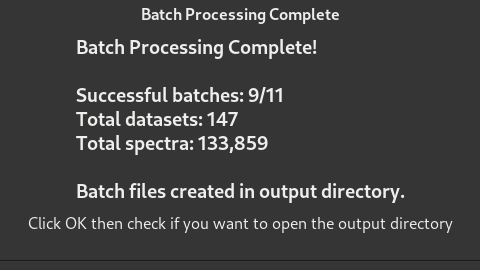 Batch Processing Complete
Batch Processing Complete!
Successful batches: 9/11
Total datasets: 147
Total spectra: 133,859
Batch files created in output directory.
Click OK then check if you want to open the output directory